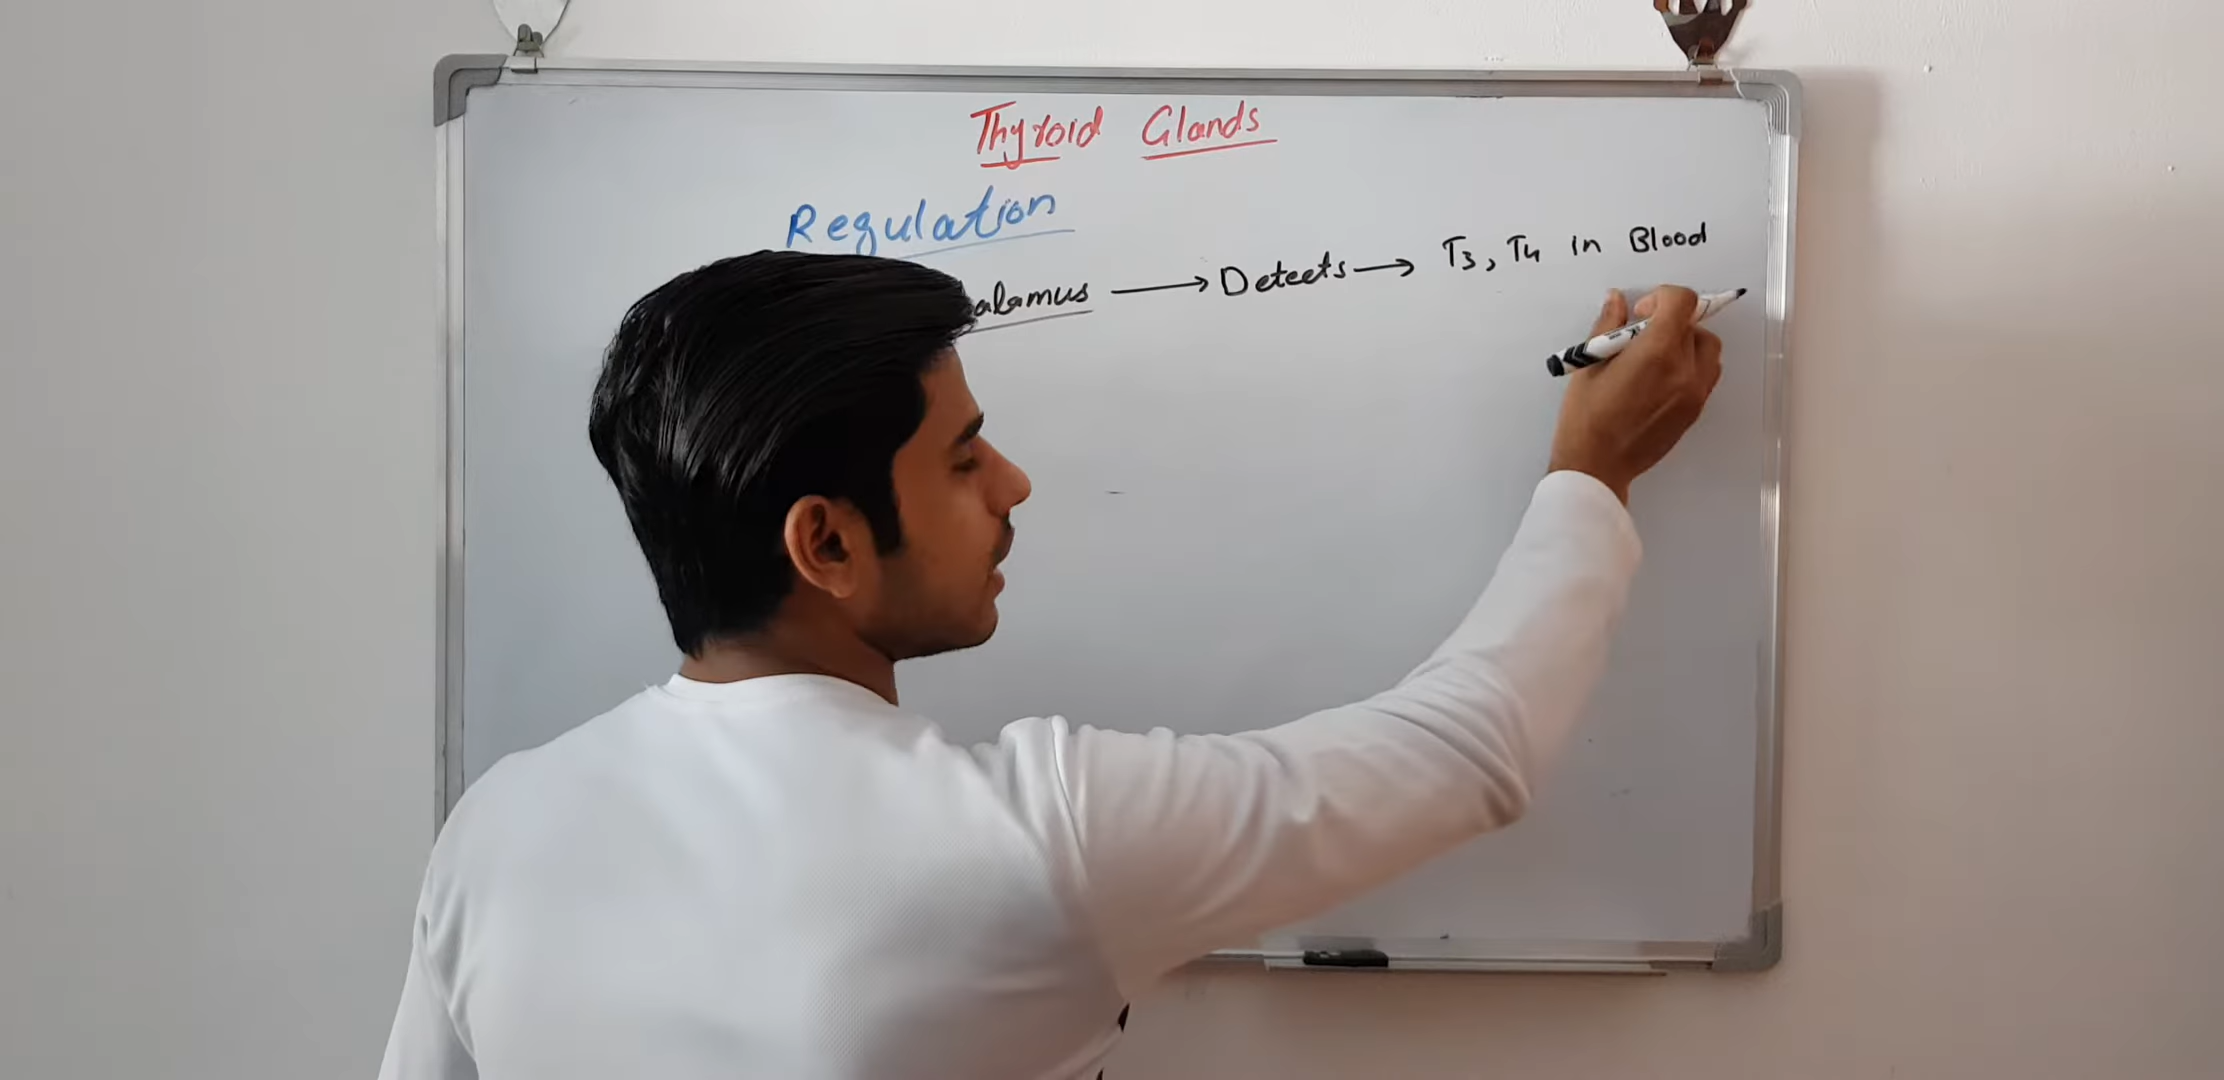 Thyroid Glands
Regulation
alamus → Detects → T3, T4 in Blood